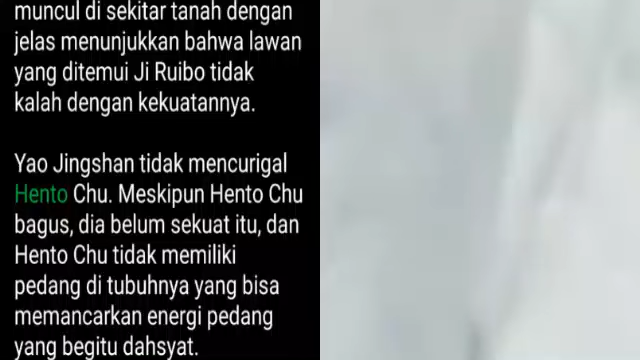 muncul di sekitar tanah dengan
jelas menunjukkan bahwa lawan
yang ditemui Ji Ruibo tidak
kalah dengan kekuatannya.
Yao Jingshan tidak mencurigal
Hento Chu. Meskipun Hento Chu
bagus, dia belum sekuat itu, dan
Hento Chu tidak memiliki
pedang di tubuhnya yang bisa
memancarkan energi pedang
yang begitu dahsyat.